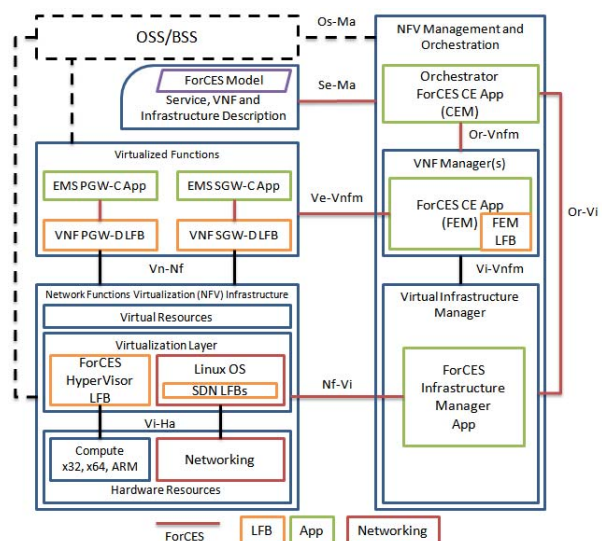 OSS/BSS
Os-Ma
NFV Management and
Orchestration
ForCES Model
Service, VNF and
Infrastructure Description
Se-Ma
Orchestrator
ForCES CE App
(CEM)
Or-Vnfm
Virtualized Functions
EMS PGW-C App
EMS SGW-C App
VNF PGW-D LFB
VNF SGW-D LFB
Ve-Vnfm
VNF Manager(s)
ForCES CE App
(FEM)
FEM
LFB
Or-Vi
Vn-Nf
Vi-Vnfm
Network Functions Virtualization (NFV) Infrastructure
Virtual Resources
Virtualization Layer
ForCES
HyperVisor
LFB
Linux OS
SDN LFBs
Nf-Vi
Virtual Infrastructure
Manager
ForCES
Infrastructure
Manager
App
Vi-Ha
Compute
x32, x64, ARM
Networking
Hardware Resources
ForCES
LFB
App
Networking